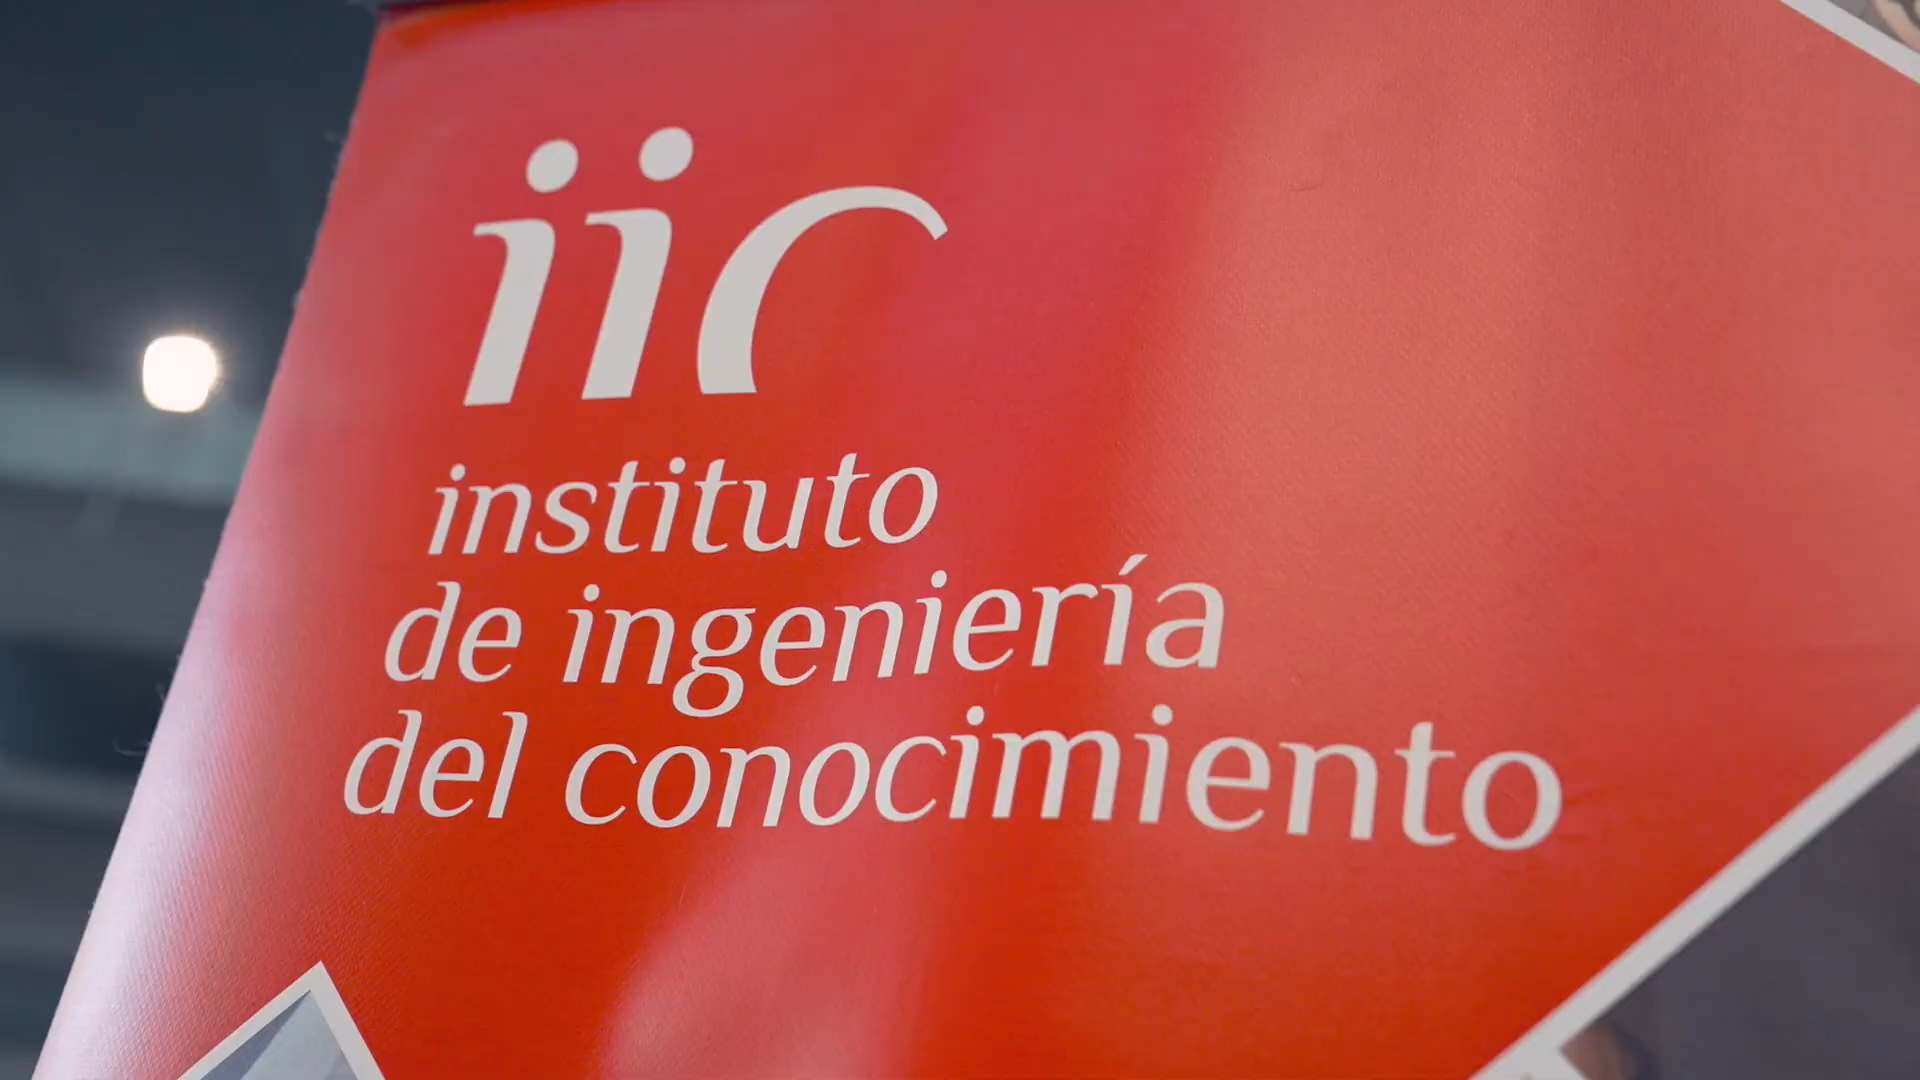 iic
instituto
de ingeniería
del conocimiento